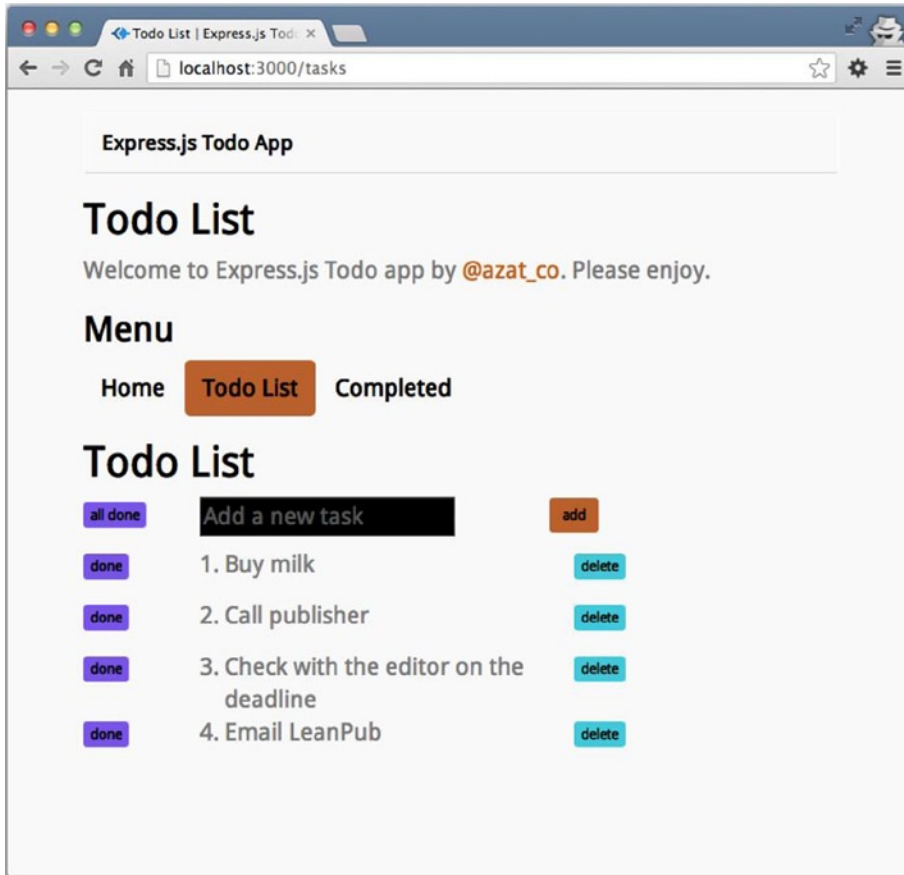 Todo List | Express.js Tod
localhost:3000/tasks
Express.js Todo App
Todo List
Welcome to Express.js Todo app by @azat_co. Please enjoy.
Menu
Home Todo List Completed
Todo List
all done Add a new task add
done 1. Buy milk delete
done 2. Call publisher delete
done 3. Check with the editor on the delete
deadline
done 4. Email LeanPub delete